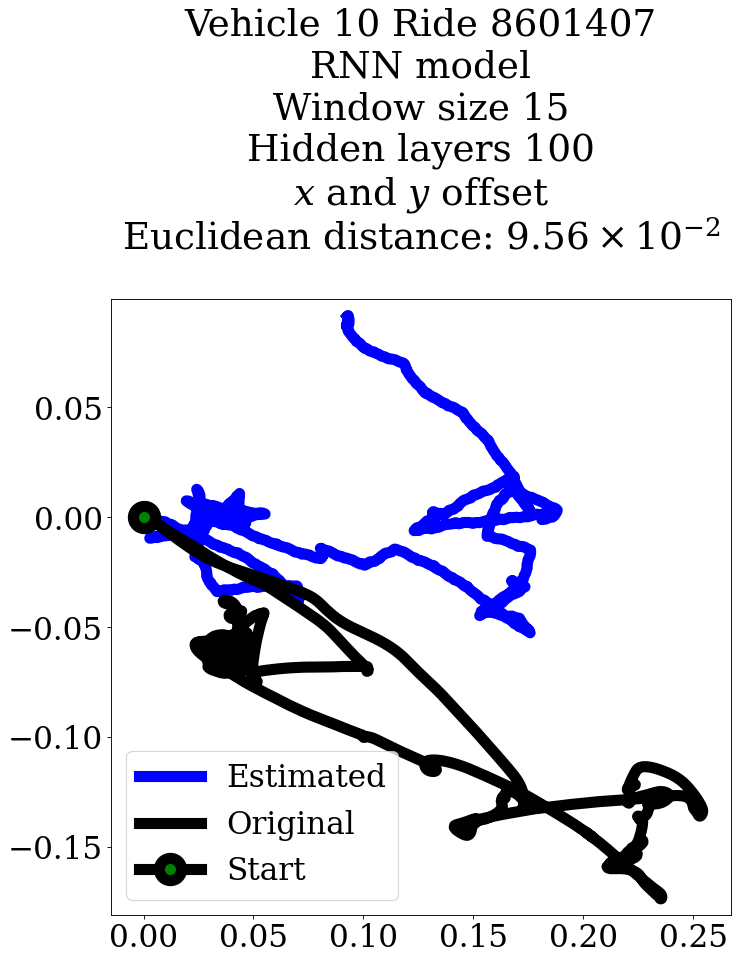 Vehicle 10 Ride 8601407
RNN model
Window size 15
Hidden layers 100
x and y offset
Euclidean distance: 9.56 × 10⁻²
0.05
0.00
−0.05
−0.10
−0.15
Estimated
Original
Start
0.00 0.05 0.10 0.15 0.20 0.25